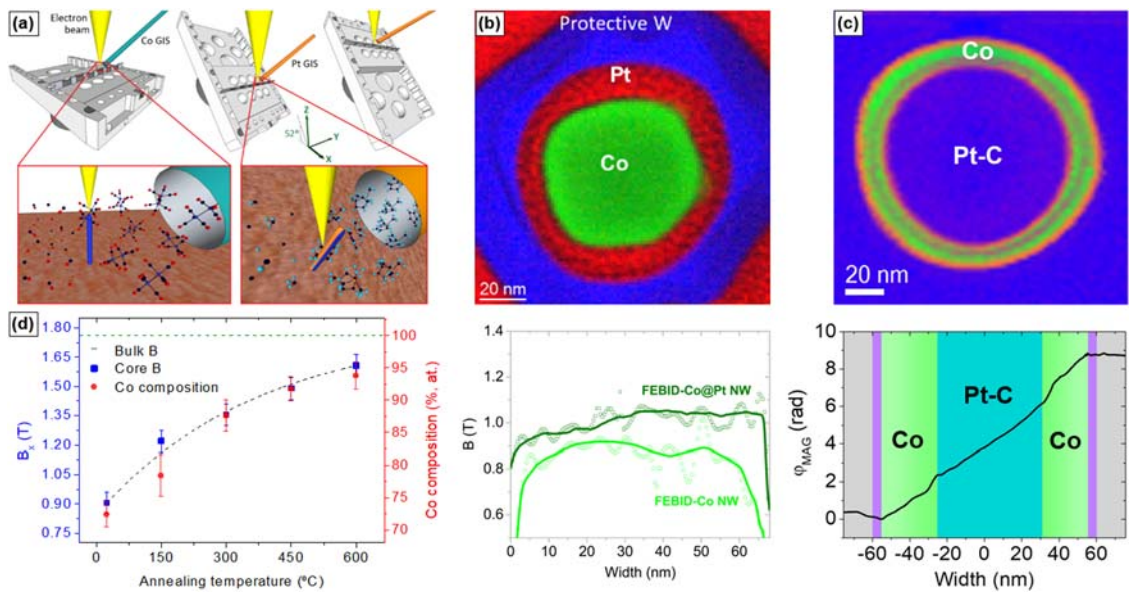 (a)
Electron
beam
Co GIS
Pt GIS
52°
Z
Y
X
(b)
Protective W
Pt
Co
20 nm
(c)
Co
Pt-C
20 nm
(d)
1.80
1.65
1.50
1.35
1.20
1.05
0.90
Bₓ (T)
Bulk B
Core B
Co composition
100
95
90
85
80
75
70
Co composition (%, at.)
0 150 300 450 600
Annealing temperature (ºC)
1.4
1.2
1.0
0.8
0.6
B (T)
FEBID-Co@Pt NW
FEBID-Co NW
0 10 20 30 40 50 60
Width (nm)
10
8
6
4
2
0
φMAG (rad)
Co
Pt-C
Co
-60 -40 -20 0 20 40 60
Width (nm)